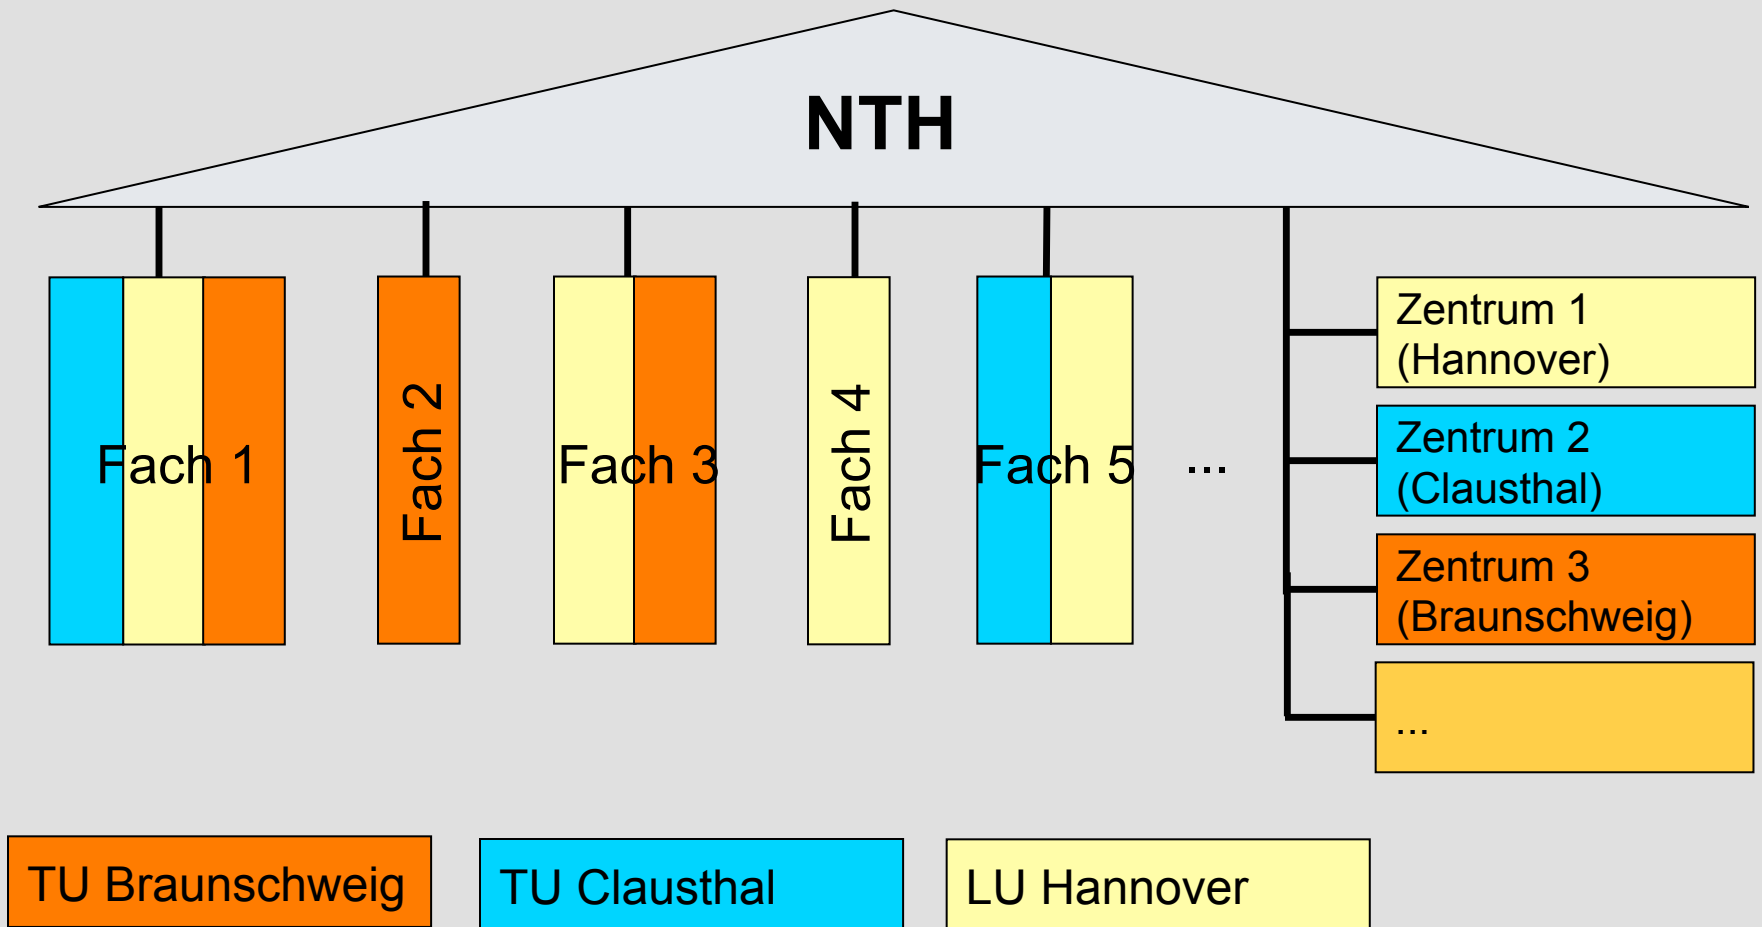 NTH
Fach 1
Fach 2
Fach 3
Fach 4
Fach 5
...
Zentrum 1
(Hannover)
Zentrum 2
(Clausthal)
Zentrum 3
(Braunschweig)
...
TU Braunschweig
TU Clausthal
LU Hannover